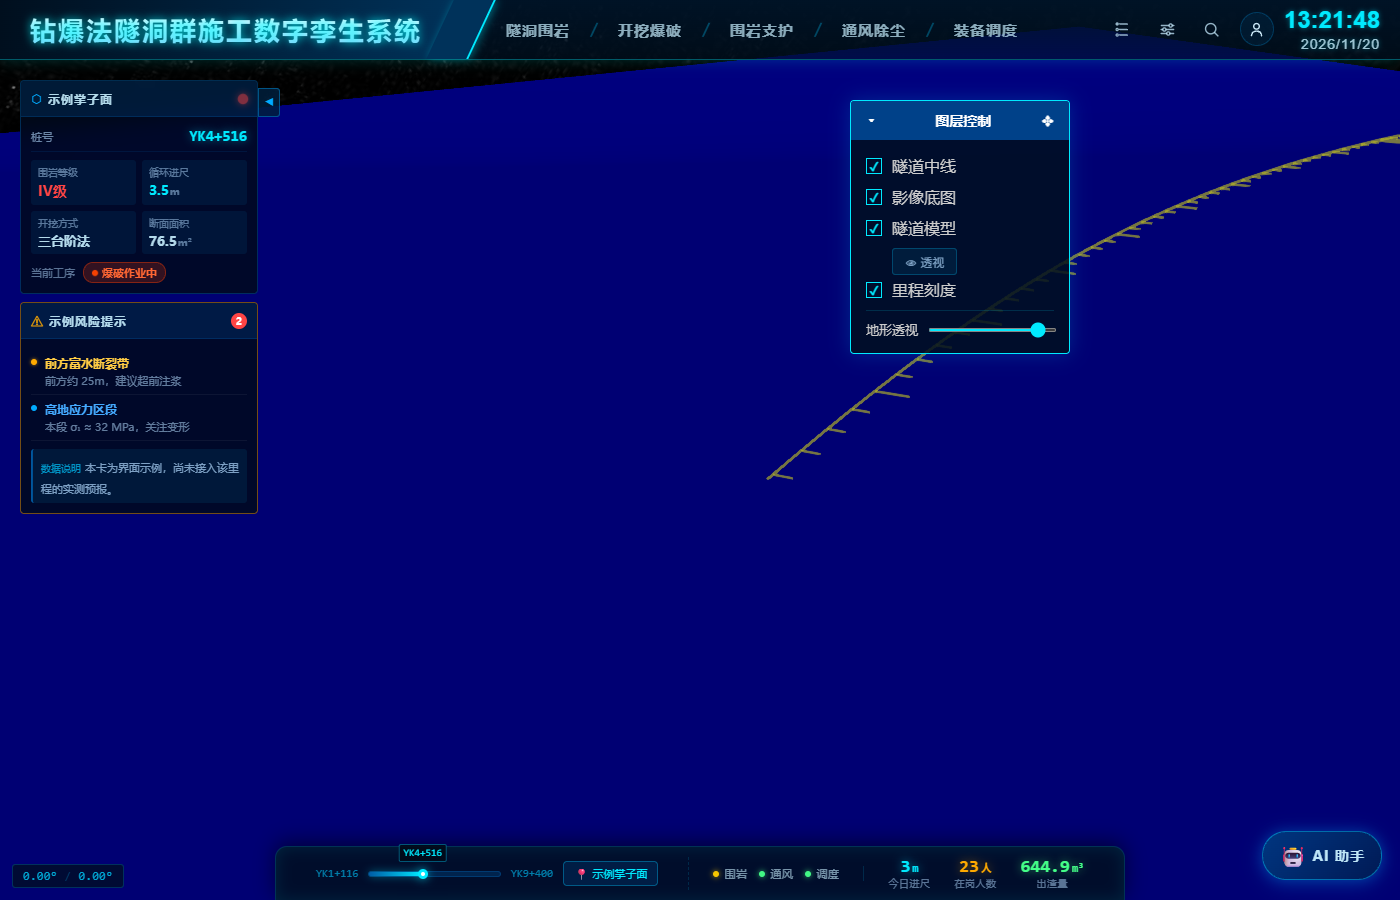 钻爆法隧洞群施工数字孪生系统
隧洞围岩 / 开挖爆破 / 围岩支护 / 通风除尘 / 装备调度
13:21:48
2026/11/20
示例掌子面
桩号 YK4+516
围岩等级 循环进尺
IV级 3.5m
开挖方式 断面面积
三台阶法 76.5m²
当前工序 爆破作业中
示例风险提示 2
前方富水断裂带
前方约 25m，建议超前注浆
高地应力区段
本段 σ₁ ≈ 32 MPa，关注变形
数据说明 本卡为界面示例，尚未接入该里
程的实测预报。
图层控制
隧道中线
影像底图
隧道模型
透视
里程刻度
地形透视
0.00° / 0.00°
YK4+516
YK1+116 YK9+400 示例掌子面
围岩 通风 调度
3m 23人 644.9m³
今日进尺 在岗人数 出渣量
AI 助手